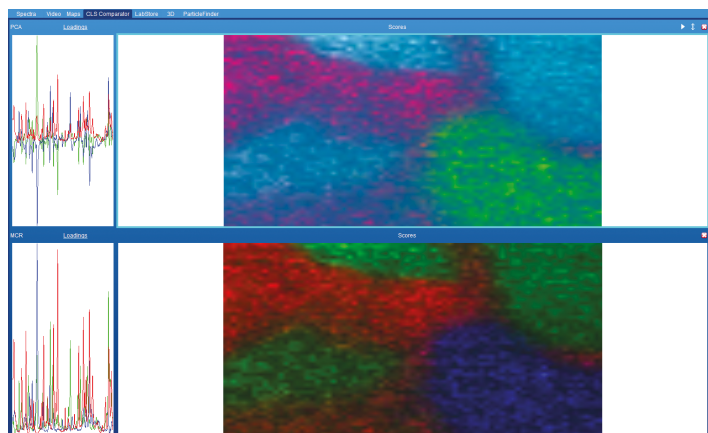 Spectra Video Maps CLS Comparator LabStore 3D ParticleFinder
PCA Loadings Scores
MCR Loadings Scores